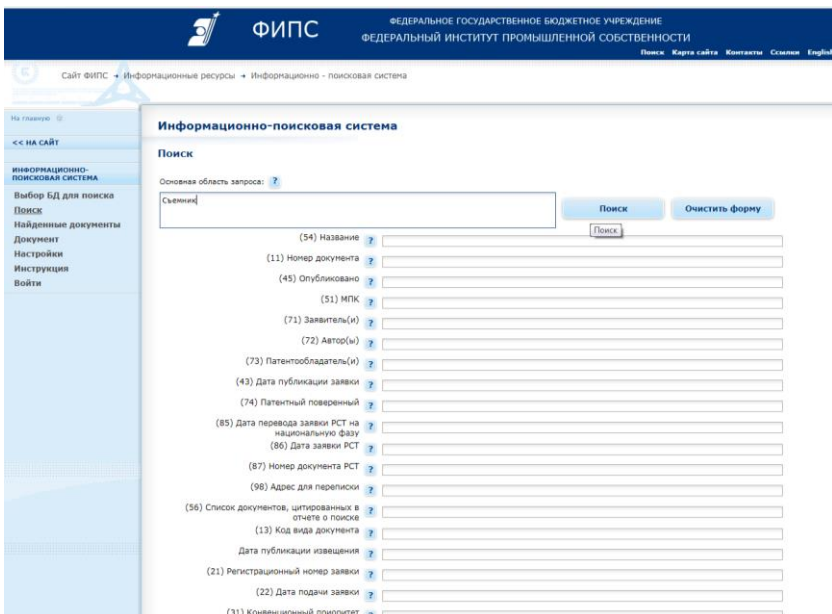 ФИПС
ФЕДЕРАЛЬНОЕ ГОСУДАРСТВЕННОЕ БЮДЖЕТНОЕ УЧРЕЖДЕНИЕ
ФЕДЕРАЛЬНЫЙ ИНСТИТУТ ПРОМЫШЛЕННОЙ СОБСТВЕННОСТИ
Поиск Карта сайта Контакты Ссылки English
Сайт ФИПС → Информационные ресурсы → Информационно - поисковая система
На главную
<< НА САЙТ
ИНФОРМАЦИОННО-
ПОИСКОВАЯ СИСТЕМА
Выбор БД для поиска
Поиск
Найденные документы
Документ
Настройки
Инструкция
Войти
Информационно-поисковая система
Поиск
Основная область запроса: ?
Съемник
Поиск
Очистить форму
Поиск
(54) Название ?
(11) Номер документа ?
(45) Опубликовано ?
(51) МПК ?
(71) Заявитель(и) ?
(72) Автор(ы) ?
(73) Патентообладатель(и) ?
(43) Дата публикации заявки ?
(74) Патентный поверенный ?
(85) Дата перевода заявки РСТ на ?
национальную фазу
(86) Дата заявки РСТ ?
(87) Номер документа РСТ ?
(98) Адрес для переписки ?
(56) Список документов, цитированных в ?
отчете о поиске
(13) Код вида документа ?
Дата публикации извещения ?
(21) Регистрационный номер заявки ?
(22) Дата подачи заявки ?
(31) Конвенционный приоритет ?